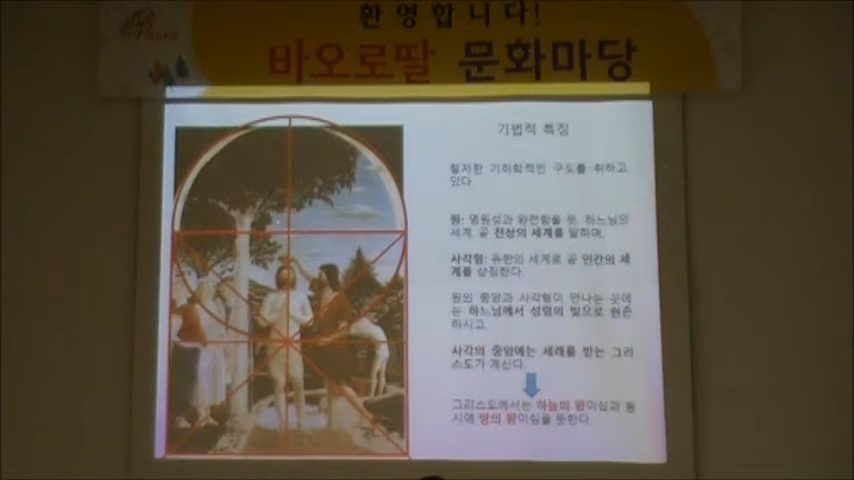 환영합니다!
바오로딸 문화마당
기법적 특징
철저한 기하학적인 구도를 취하고
있다
원: 영원성과 완전함을 뜻, 하느님의
세계, 곧 천상의 세계를 말하며,
사각형: 유한의 세계로 곧 인간의 세
계를 상징한다.
원의 중앙과 사각형이 만나는 곳에
는 하느님께서 성령의 빛으로 현존
하시고,
사각의 중앙에는 세례를 받는 그리
스도가 계신다.
그리스도께서는 하늘의 왕이심과 동
시에 땅의 왕이심을 뜻한다